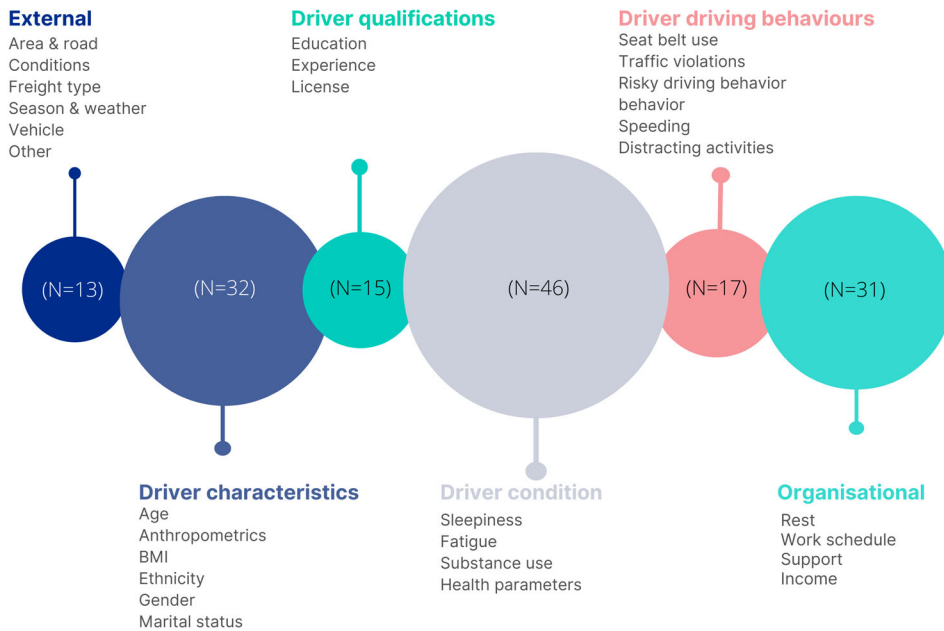 External
Area & road
Conditions
Freight type
Season & weather
Vehicle
Other
Driver qualifications
Education
Experience
License
Driver driving behaviours
Seat belt use
Traffic violations
Risky driving behavior
behavior
Speeding
Distracting activities
(N=13)
(N=32)
(N=15)
(N=46)
(N=17)
(N=31)
Driver characteristics
Age
Anthropometrics
BMI
Ethnicity
Gender
Marital status
Driver condition
Sleepiness
Fatigue
Substance use
Health parameters
Organisational
Rest
Work schedule
Support
Income